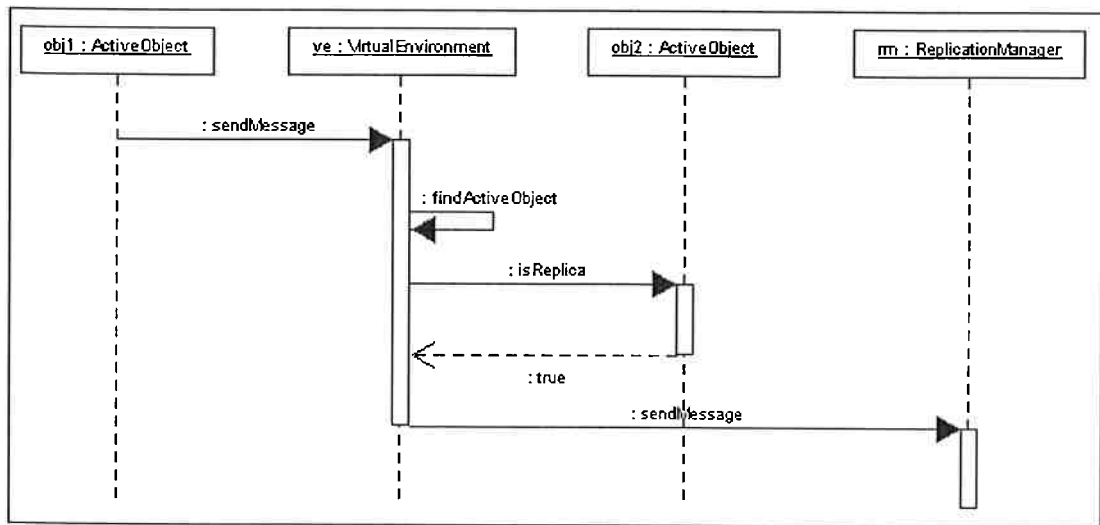 obj1 : ActiveObject
ve : VirtualEnvironment
obj2 : ActiveObject
rm : ReplicationManager
: sendMessage
: findActiveObject
: isReplica
: true
: sendMessage